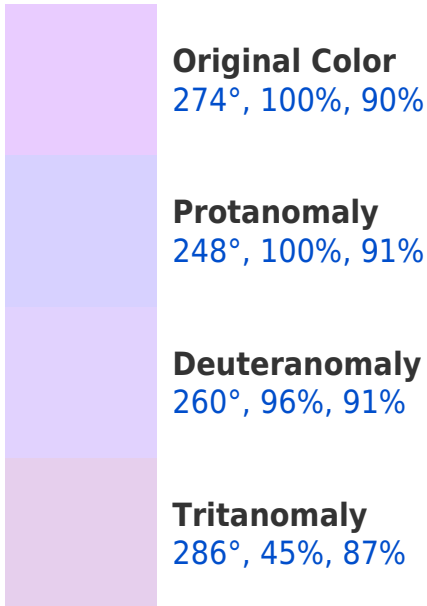 Original Color
274°, 100%, 90%
Protanomaly
248°, 100%, 91%
Deuteranomaly
260°, 96%, 91%
Tritanomaly
286°, 45%, 87%